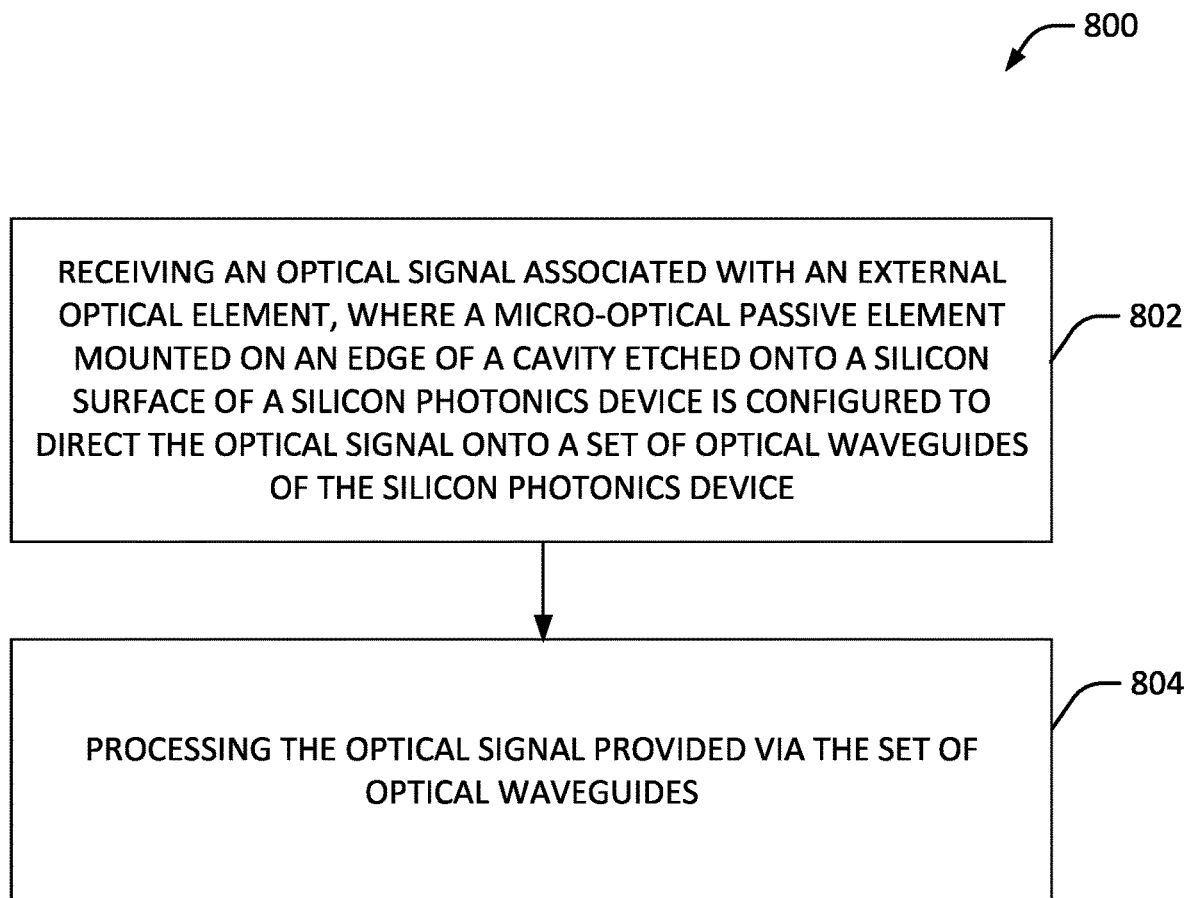 800
RECEIVING AN OPTICAL SIGNAL ASSOCIATED WITH AN EXTERNAL
OPTICAL ELEMENT, WHERE A MICRO-OPTICAL PASSIVE ELEMENT
MOUNTED ON AN EDGE OF A CAVITY ETCHED ONTO A SILICON
SURFACE OF A SILICON PHOTONICS DEVICE IS CONFIGURED TO
DIRECT THE OPTICAL SIGNAL ONTO A SET OF OPTICAL WAVEGUIDES
OF THE SILICON PHOTONICS DEVICE
802
PROCESSING THE OPTICAL SIGNAL PROVIDED VIA THE SET OF
OPTICAL WAVEGUIDES
804